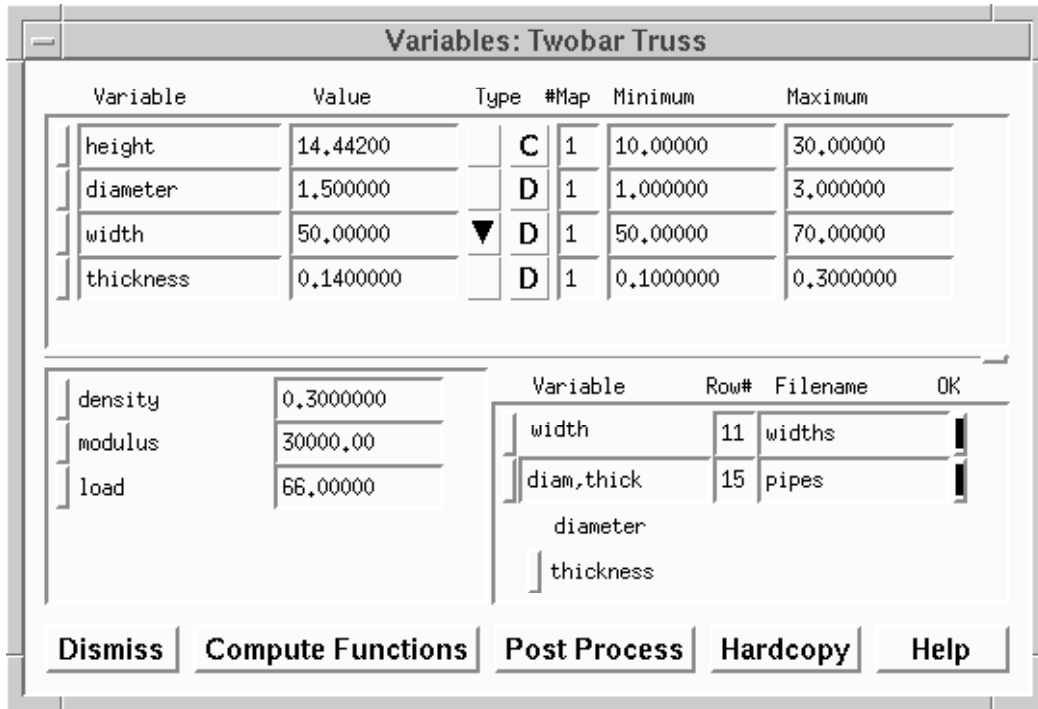 Variables: Twobar Truss
Variable Value Type #Map Minimum Maximum
height 14.44200 C 1 10.00000 30.00000
diameter 1.500000 D 1 1.000000 3.000000
width 50.00000 ▼ D 1 50.00000 70.00000
thickness 0.1400000 D 1 0.1000000 0.3000000
density 0.3000000
modulus 30000.00
load 66.00000
Variable Row# Filename OK
width 11 widths
diam,thick 15 pipes
diameter
thickness
Dismiss Compute Functions Post Process Hardcopy Help